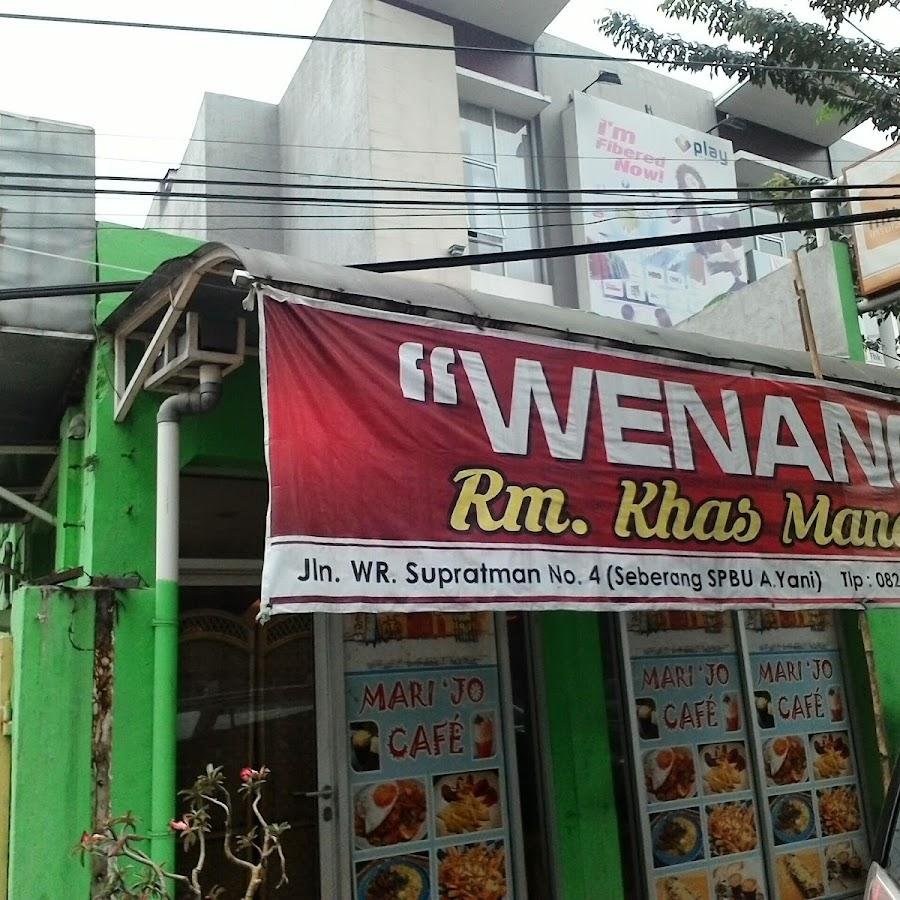 i'm
Fibered
Now!
play
"WENANG
Rm. Khas Mana
Jln. WR. Supratman No. 4 (Seberang SPBU A.Yani) Tlp : 082
MARI 'JO
CAFÉ
MARI 'JO
CAFÉ
MARI 'JO
CAFÉ